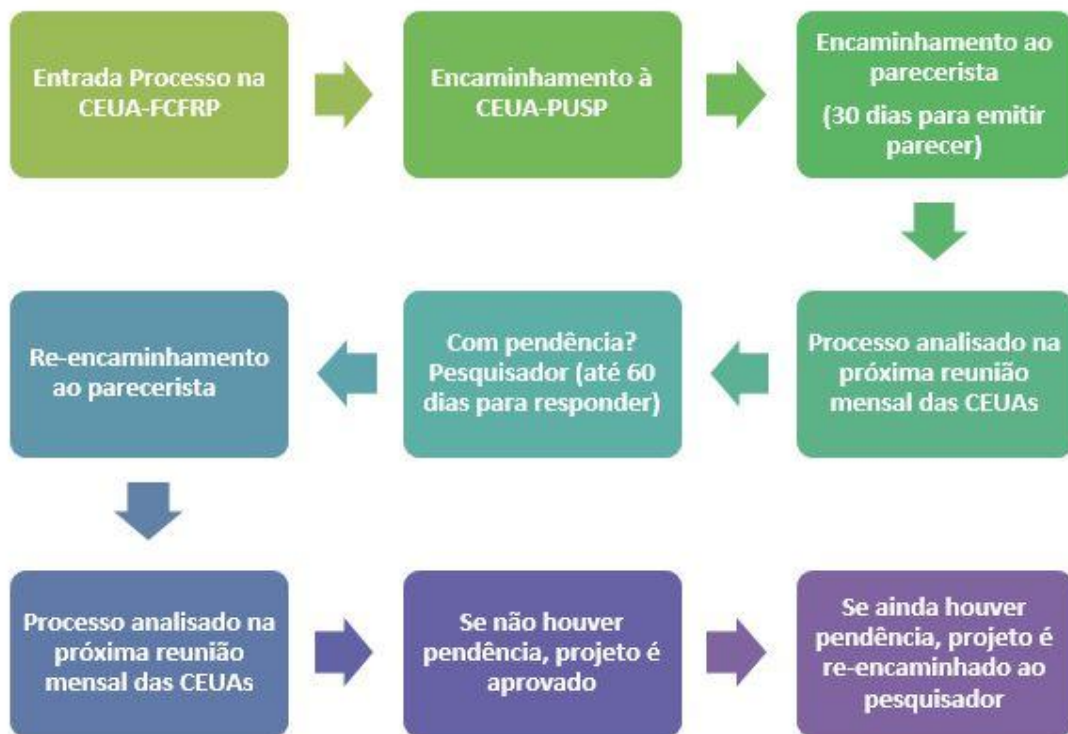 Entrada Processo na
CEUA-FCFRP
Encaminhamento à
CEUA-PUSP
Encaminhamento ao
parecerista
(30 dias para emitir
parecer)
Processo analisado na
próxima reunião
mensal das CEUAs
Com pendência?
Pesquisador (até 60
dias para responder)
Re-encaminhamento
ao parecerista
Processo analisado na
próxima reunião
mensal das CEUAs
Se não houver
pendência, projeto é
aprovado
Se ainda houver
pendência, projeto é
re-encaminhado ao
pesquisador